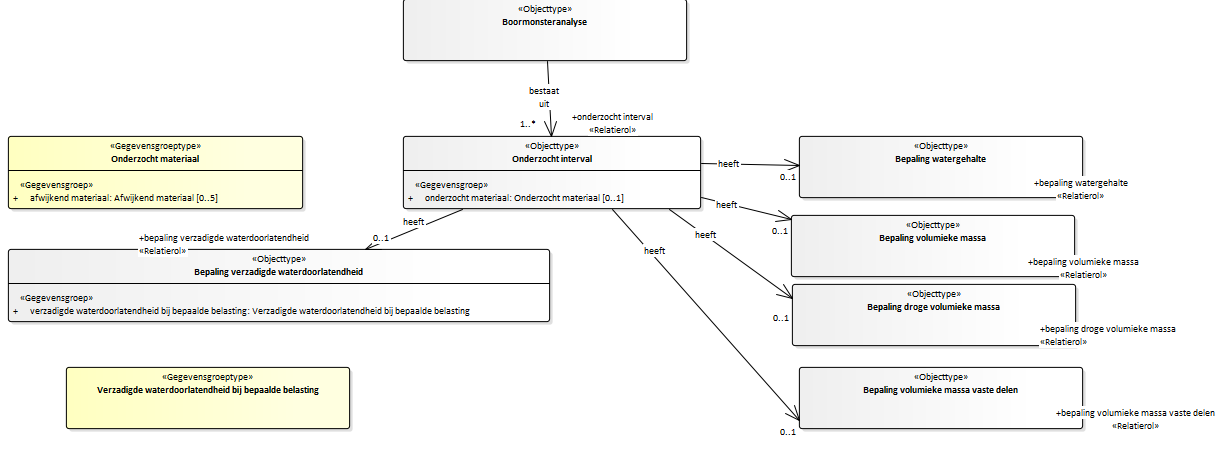 «Objecttype»
Boormonsteranalyse
bestaat
uit
1..*
+onderzocht interval
«Relatierol»
«Gegevensgroeptype»
Onderzocht materiaal
«Gegevensgroep»
+ afwijkend materiaal: Afwijkend materiaal [0..5]
«Objecttype»
Onderzocht interval
«Gegevensgroep»
+ onderzocht materiaal: Onderzocht materiaal [0..1]
heeft
0..1
«Objecttype»
Bepaling watergehalte
+bepaling watergehalte
«Relatierol»
heeft
0..1
«Objecttype»
Bepaling volumieke massa
+bepaling volumieke massa
«Relatierol»
heeft
0..1
«Objecttype»
Bepaling droge volumieke massa
+bepaling droge volumieke massa
«Relatierol»
heeft
0..1
«Objecttype»
Bepaling volumieke massa vaste delen
+bepaling volumieke massa vaste delen
«Relatierol»
heeft
0..1
+bepaling verzadigde waterdoorlatendheid
«Relatierol»
«Objecttype»
Bepaling verzadigde waterdoorlatendheid
«Gegevensgroep»
+ verzadigde waterdoorlatendheid bij bepaalde belasting: Verzadigde waterdoorlatendheid bij bepaalde belasting
«Gegevensgroeptype»
Verzadigde waterdoorlatendheid bij bepaalde belasting